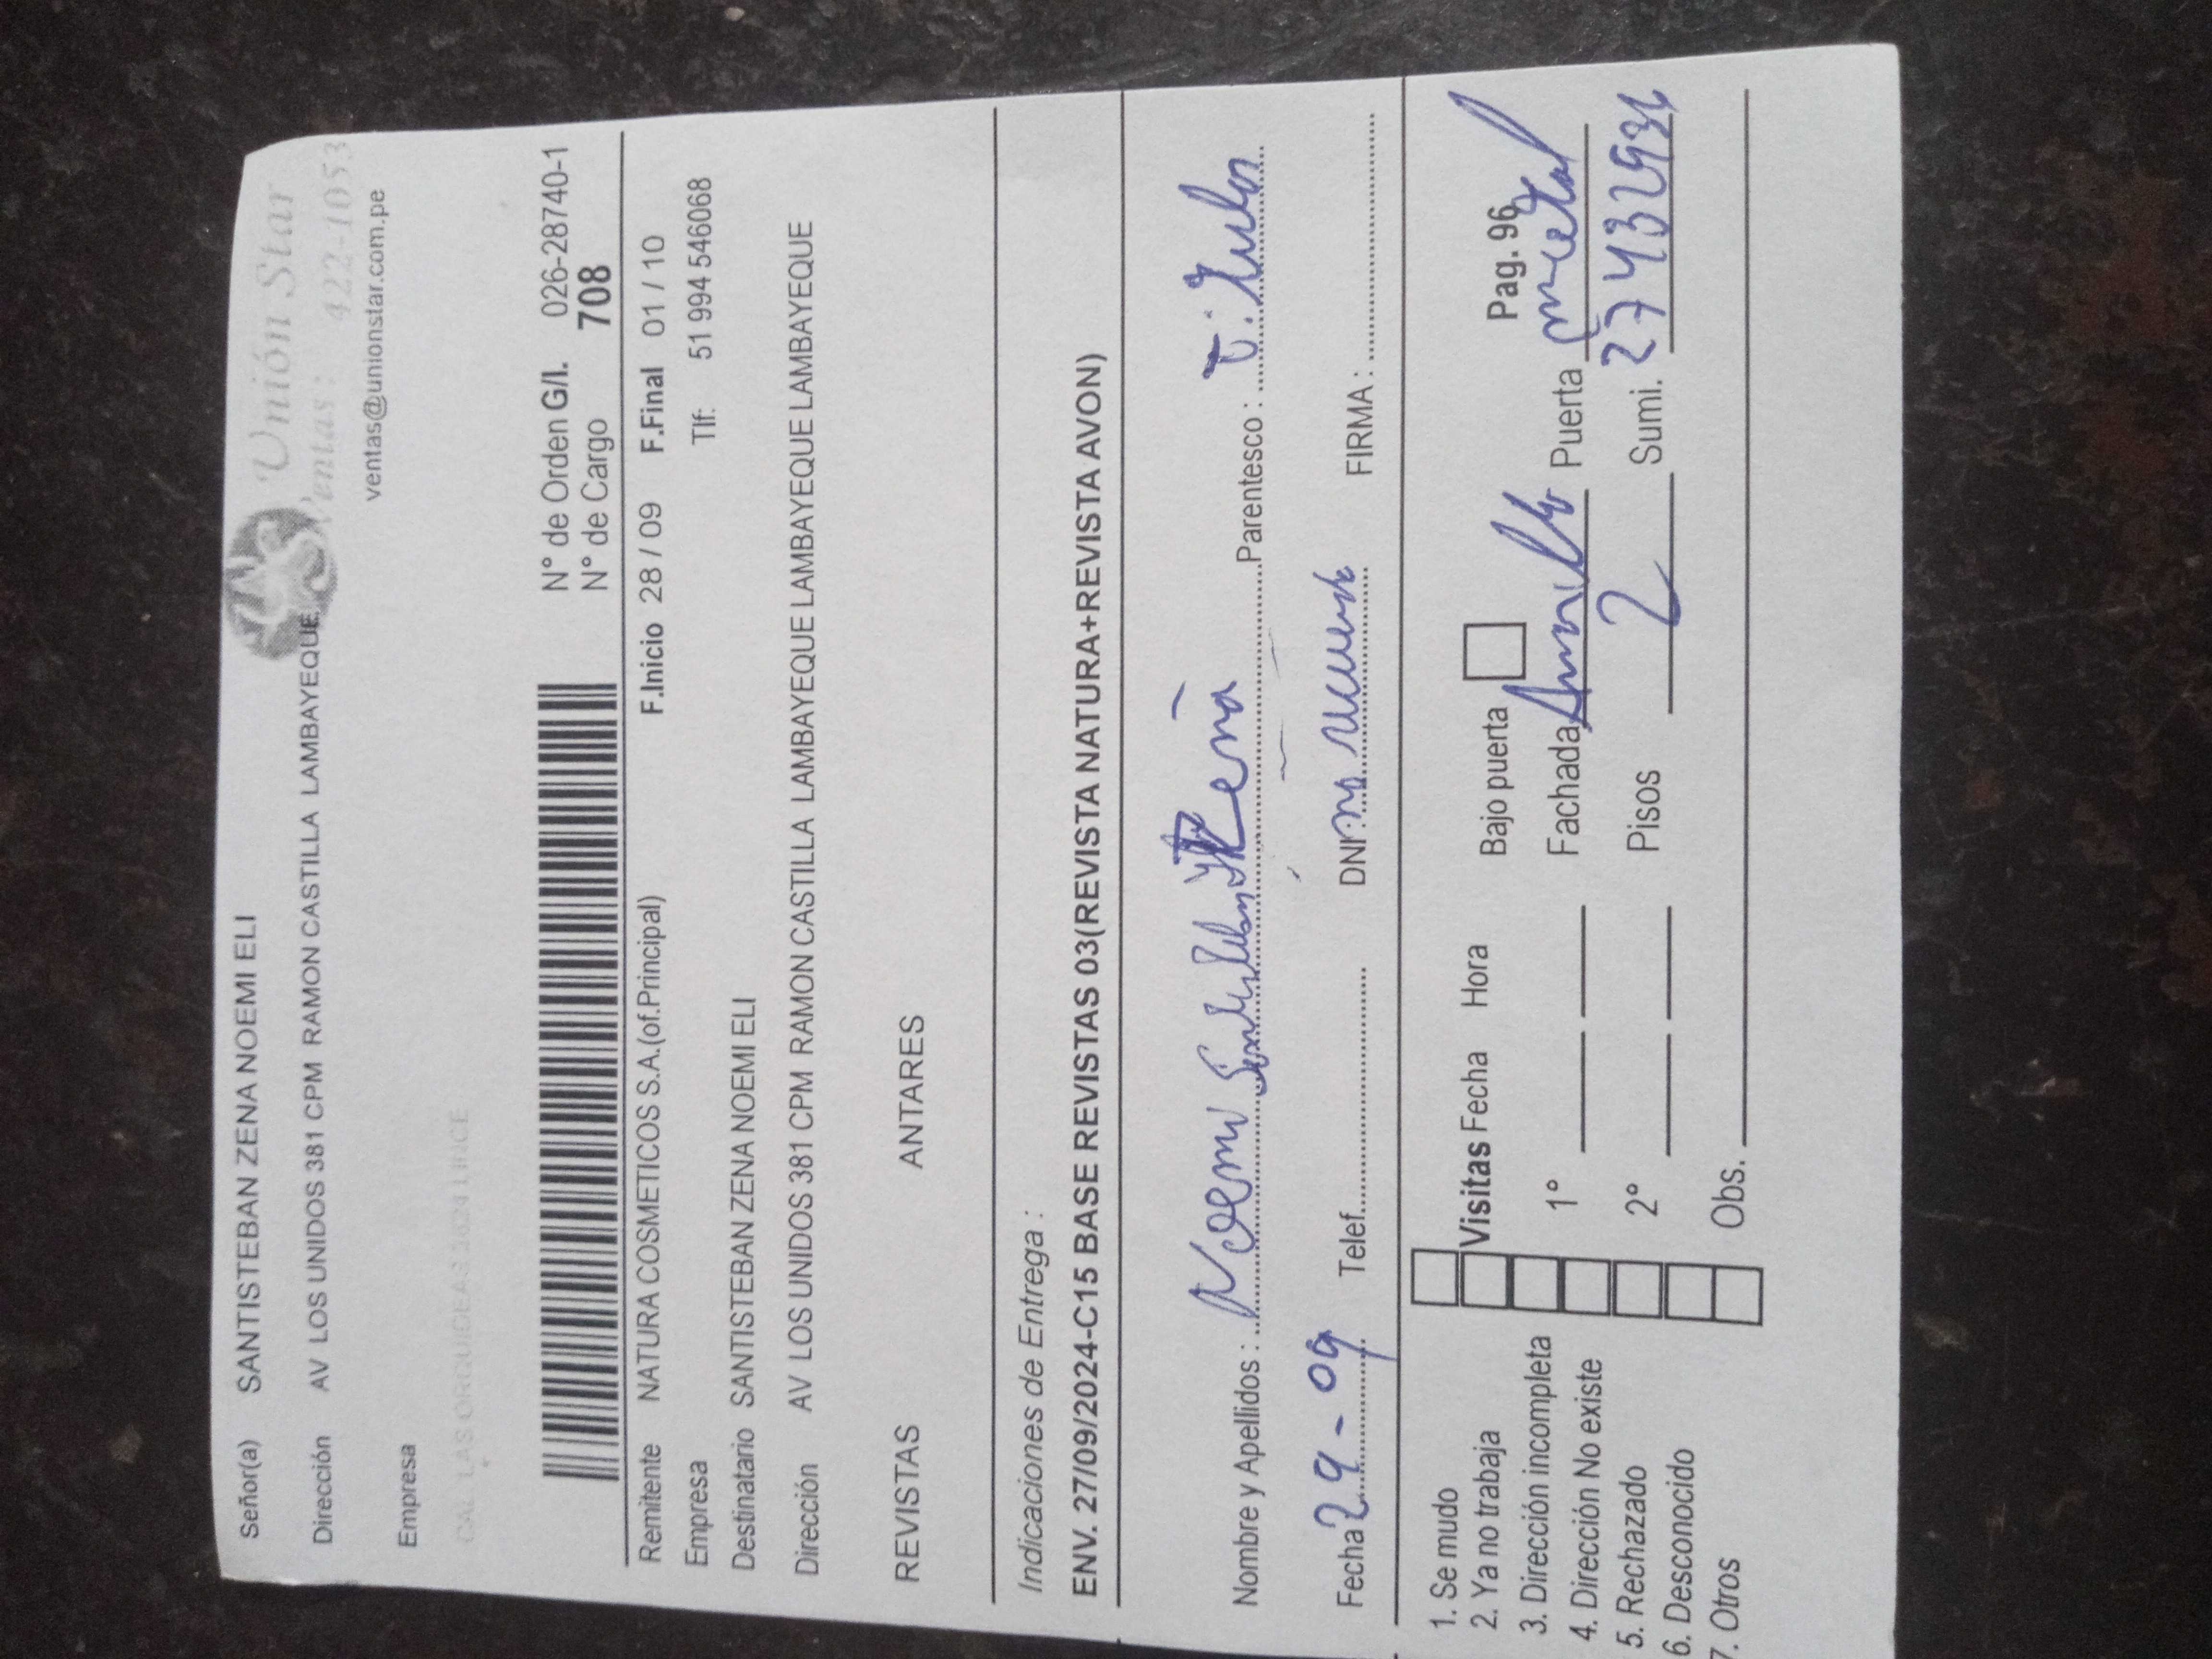 Señor(a) SANTISTEBAN ZENA NOEMI ELI
Unión Star
Dirección AV LOS UNIDOS 381 CPM RAMON CASTILLA LAMBAYEQUE
Ventas: 422-1053
ventas@unionstar.com.pe
Empresa
N° de Orden G/I. 026-28740-1
N° de Cargo 708
Remitente NATURA COSMETICOS S.A.(of.Principal) F.Inicio 28 / 09 F.Final 01 / 10
Empresa Tlf: 51 994 546068
Destinatario SANTISTEBAN ZENA NOEMI ELI
Dirección AV LOS UNIDOS 381 CPM RAMON CASTILLA LAMBAYEQUE LAMBAYEQUE LAMBAYEQUE
REVISTAS ANTARES
Indicaciones de Entrega :
ENV. 27/09/2024-C15 BASE REVISTAS 03(REVISTA NATURA+REVISTA AVON)
Nombre y Apellidos : Noemi Santisteban Zena Parentesco : T.
Fecha 29-09 Telef. DNI FIRMA :
1. Se mudo
2. Ya no trabaja Visitas Fecha Hora Bajo puerta Pag. 96
3. Dirección incompleta 1° Fachada Amarillo Puerta metal
4. Dirección No existe
5. Rechazado 2° Pisos 2 Sumi.
6. Desconocido
7. Otros Obs.